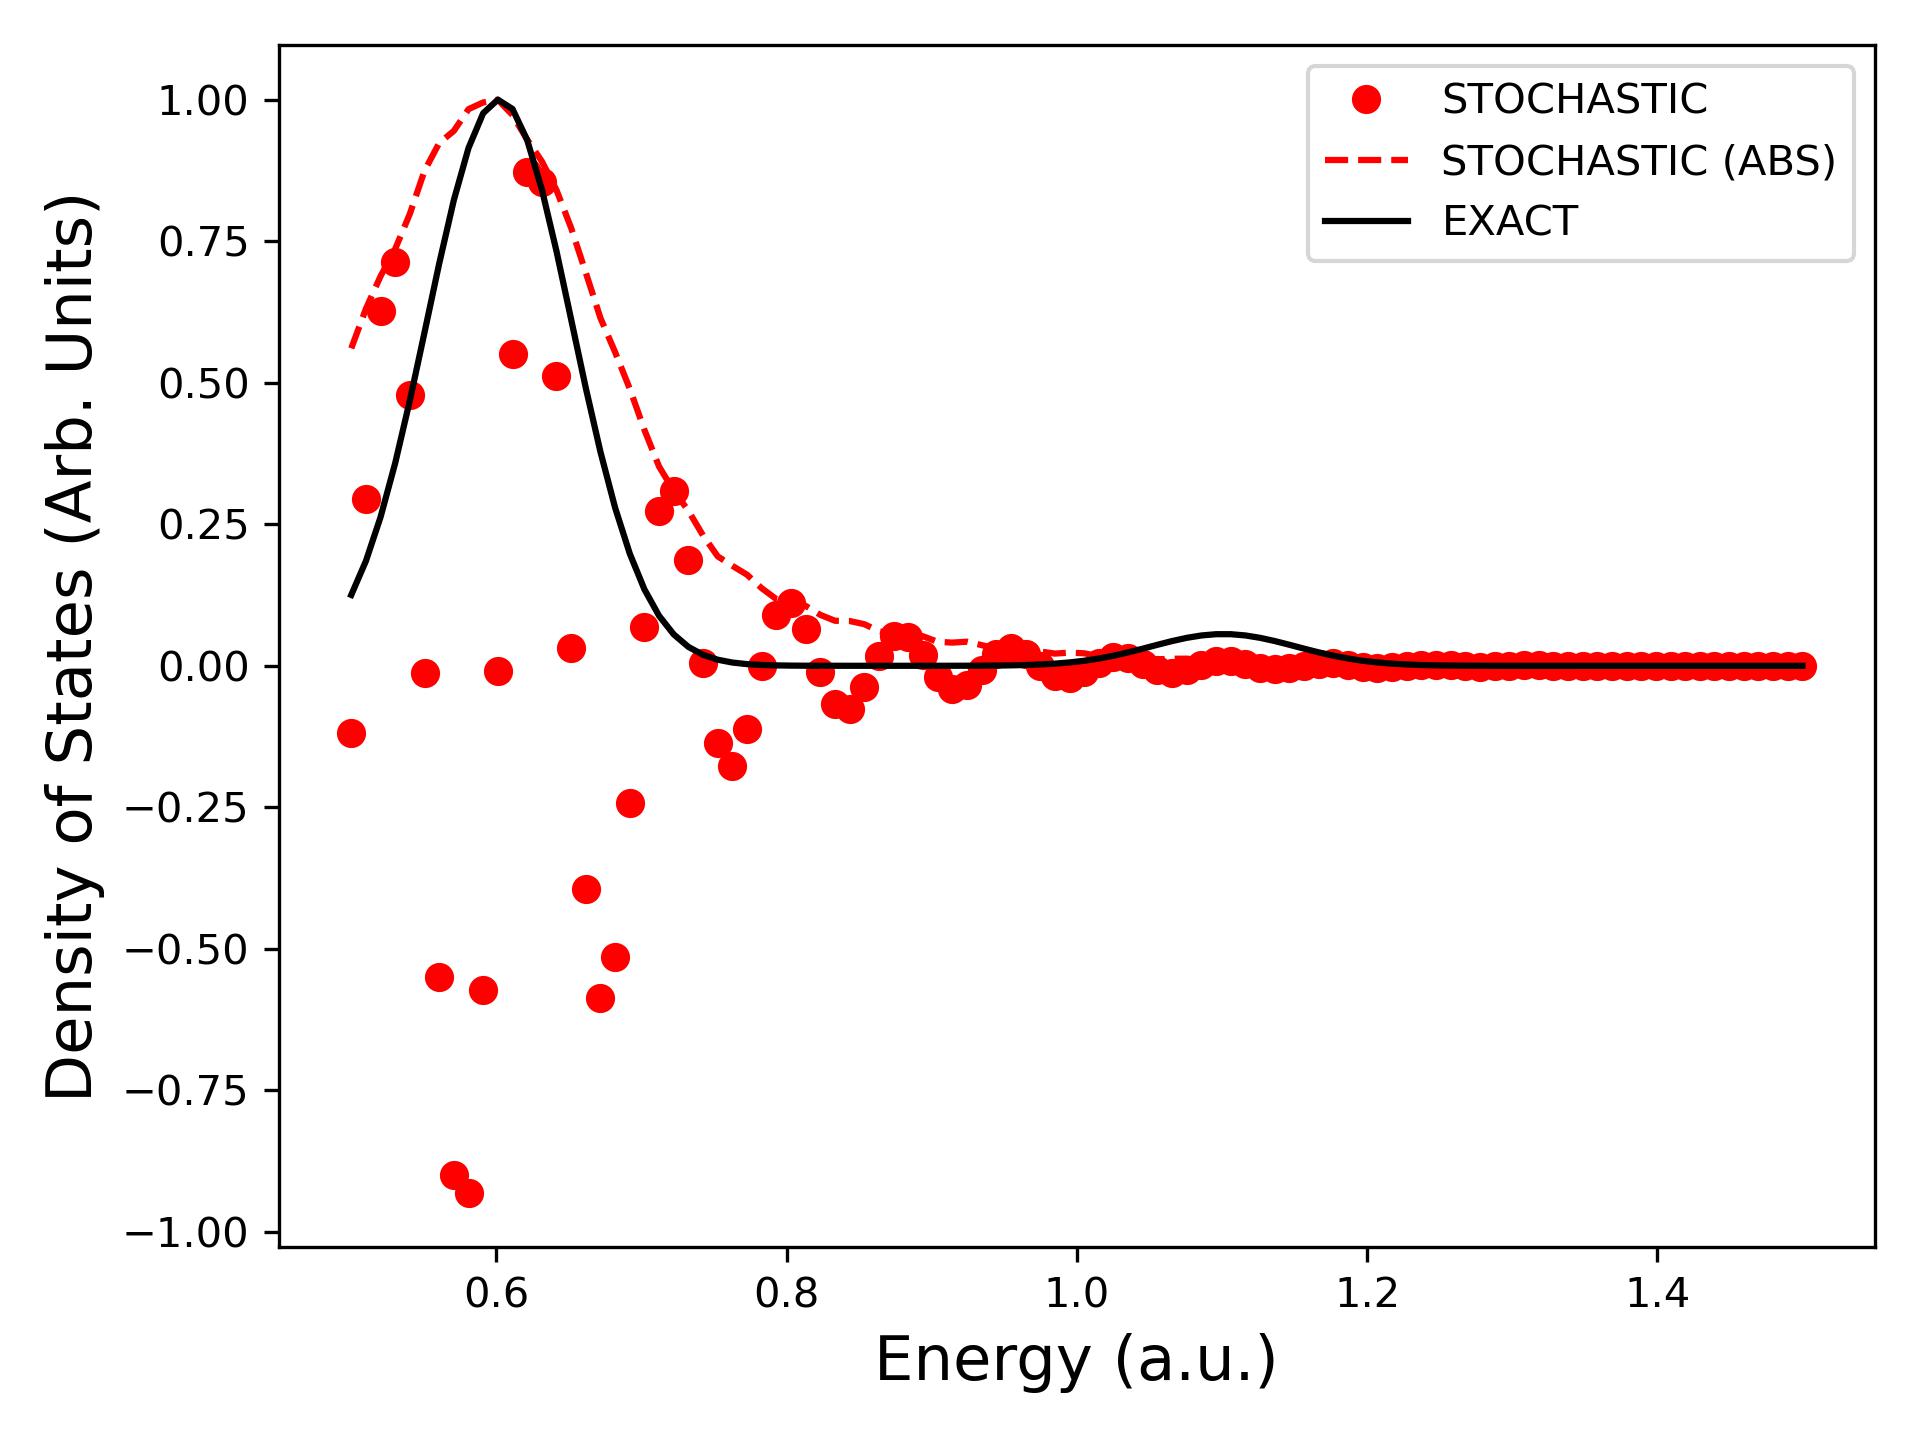 1.00
0.75
0.50
0.25
0.00
−0.25
−0.50
−0.75
−1.00
Density of States (Arb. Units)
STOCHASTIC
STOCHASTIC (ABS)
EXACT
0.6 0.8 1.0 1.2 1.4
Energy (a.u.)